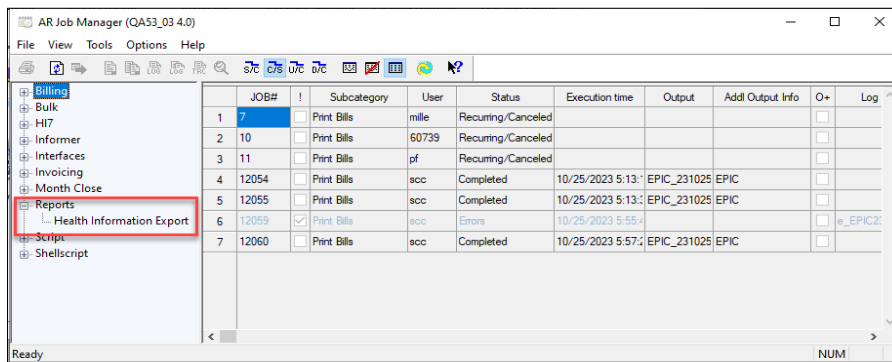 AR Job Manager (QA53_03 4.0)
File View Tools Options Help
S/C C/S U/C D/C
Billing
Bulk
HI7
Informer
Interfaces
Invoicing
Month Close
Reports
Health Information Export
Script
Shellscript
JOB# ! Subcategory User Status Execution time Output Addl Output Info O+ Log
1 7 Print Bills mille Recurring/Canceled
2 10 Print Bills 60739 Recurring/Canceled
3 11 Print Bills pf Recurring/Canceled
4 12054 Print Bills scc Completed 10/25/2023 5:13: EPIC_231025 EPIC
5 12055 Print Bills scc Completed 10/25/2023 5:13: EPIC_231025 EPIC
6 12059 Print Bills scc Errors 10/25/2023 5:55: e_EPIC23
7 12060 Print Bills scc Completed 10/25/2023 5:57: EPIC_231025 EPIC
Ready NUM